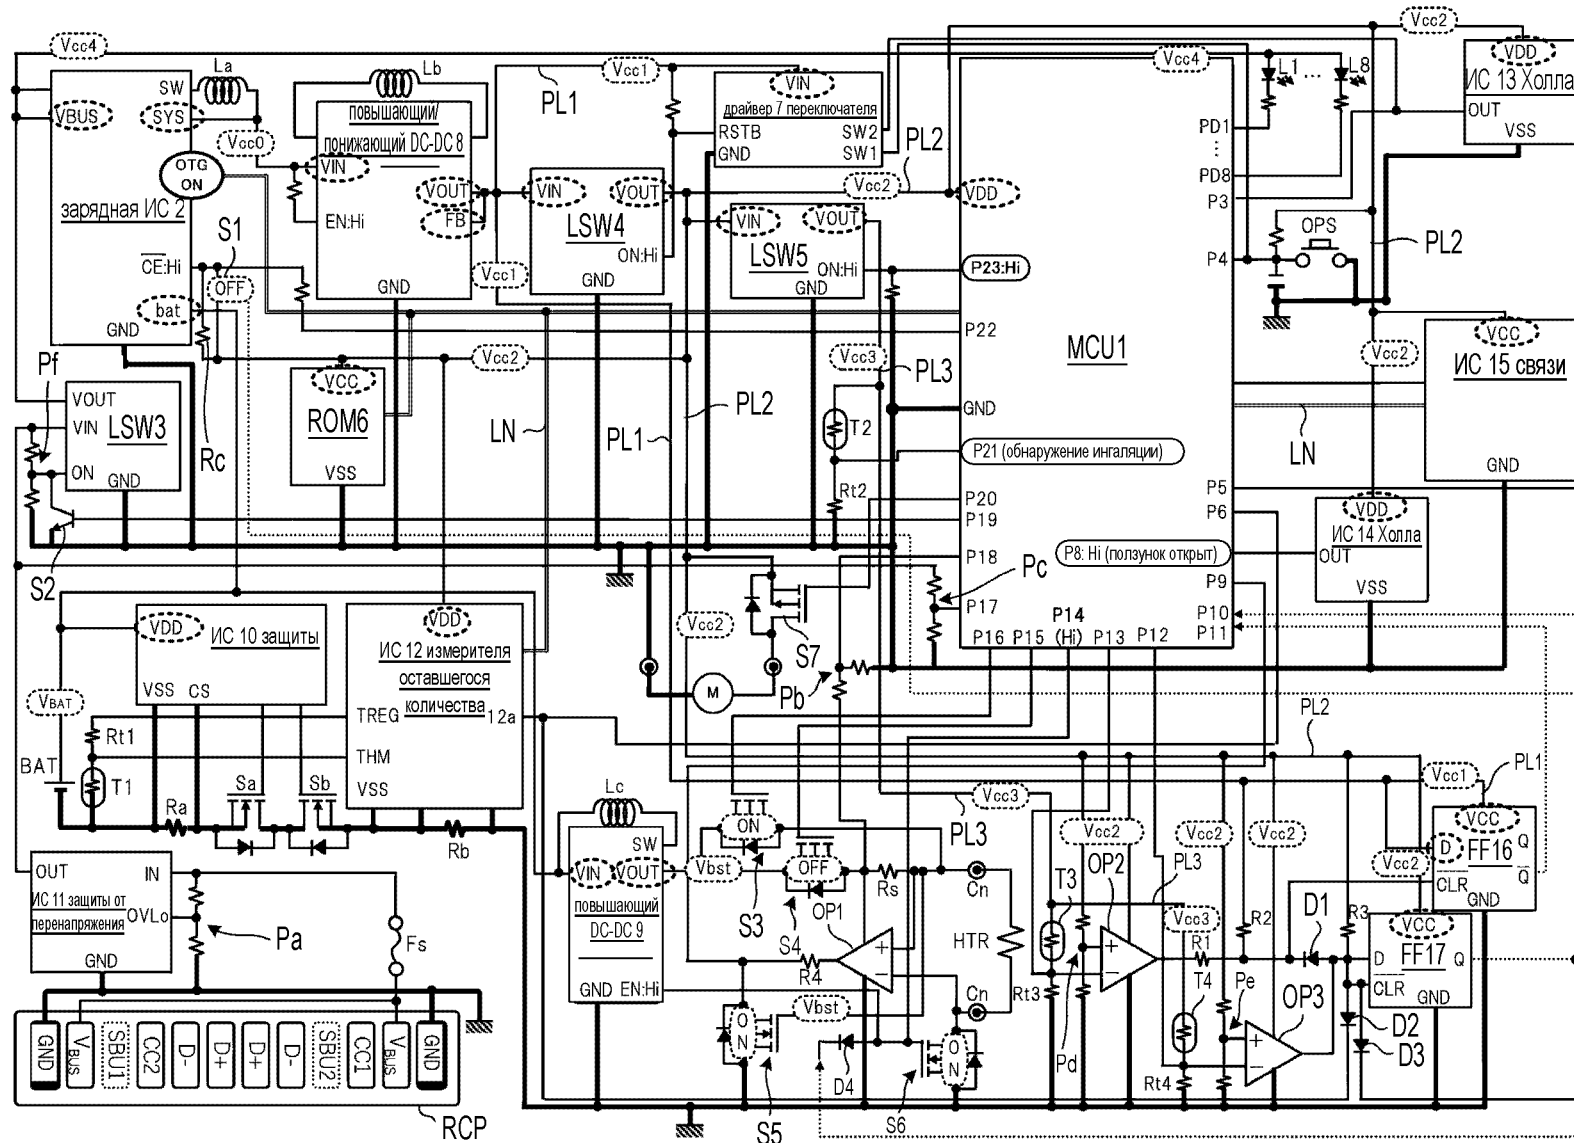 Vcc4
La
Lb
Vcc1
PL1
Vcc2
Vcc4
L1
...
L8
VDD
ИС 13 Холла
OUT
VSS
SW
VBUS
SYS
Vcc0
OTG
ON
зарядная ИС 2
S1
CE:Hi
OFF
bat
GND
повышающий/
понижающий DC-DC 8
VIN
VOUT
EN:Hi
FB
GND
VIN
драйвер 7 переключателя
RSTB
SW2
GND
SW1
PL2
Vcc2
VIN
VOUT
LSW4
ON:Hi
GND
Vcc1
VIN
VOUT
LSW5
ON:Hi
GND
VDD
P23:Hi
P22
MCU1
GND
P21 (обнаружение ингаляции)
P20
P19
P18
P17
P16
P15
P14
(Hi)
P13
P12
PD1
PD8
P3
P4
P5
P6
P8: Hi (ползунок открыт)
P9
P10
P11
OPS
PL2
Vcc2
VCC
ИС 15 связи
GND
LN
VDD
ИС 14 Холла
OUT
VSS
Pf
VOUT
VIN
LSW3
ON
GND
Rc
S2
Vcc2
VCC
ROM6
VSS
LN
PL1
PL2
Vcc3
PL3
T2
Rt2
Pc
S7
M
Pb
Vcc2
VDD
ИС 10 защиты
VSS
CS
VBAT
BAT
Rt1
T1
Ra
Sa
Sb
VDD
ИС 12 измерителя
оставшегося
количества
TREG
12a
THM
VSS
Rb
Lc
SW
VIN
VOUT
повышающий
DC-DC 9
GND
EN:Hi
Vbst
ON
S3
OFF
S4
OP1
Rs
R4
Cn
HTR
Cn
Vbst
O
N
S5
D4
O
N
S6
PL3
Vcc3
T3
Rt3
Pd
Vcc2
OP2
PL3
Vcc3
R1
T4
Rt4
Vcc2
Vcc2
R2
Pe
OP3
D1
R3
D2
D3
PL2
Vcc1
PL1
VCC
D
Q
FF16
CLR
Q
GND
Vcc2
VCC
D
FF17
Q
CLR
GND
OUT
IN
ИС 11 защиты от
перенапряжения
OVLo
GND
Pa
Fs
GND
VBUS
SBU1
CC2
D-
D+
D+
D-
SBU2
CC1
VBUS
GND
RCP